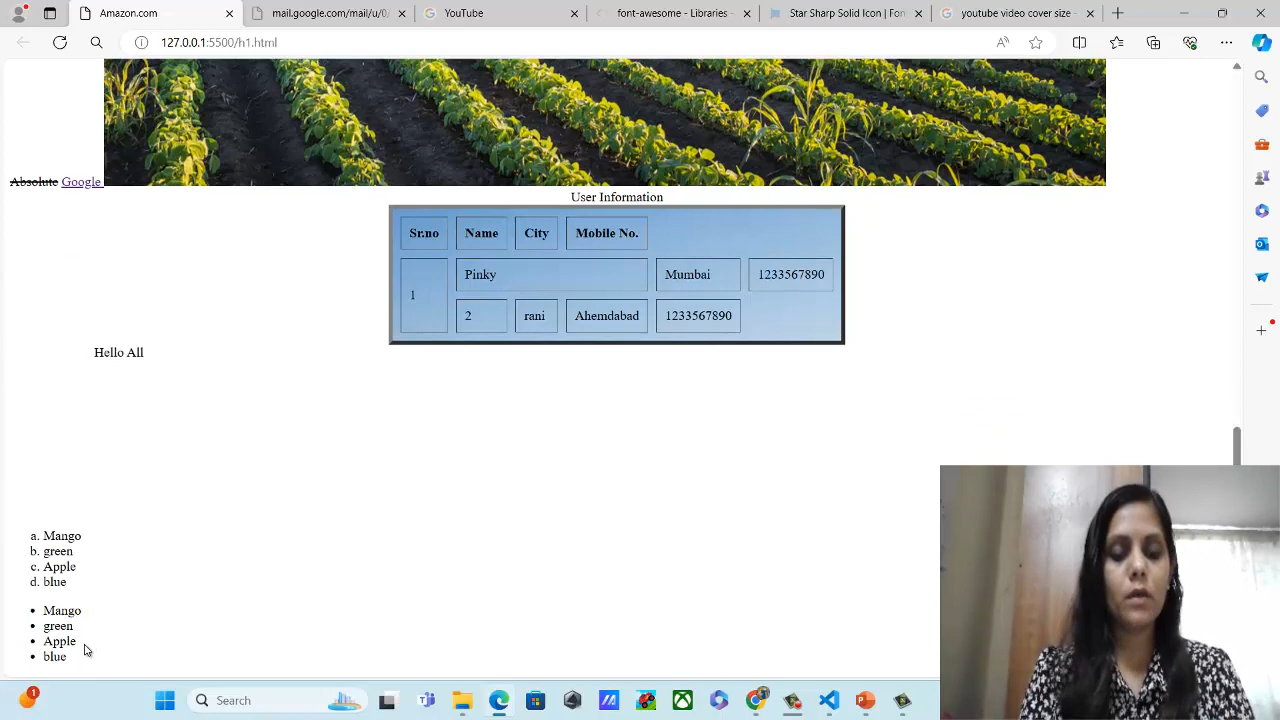 Amazon.com
mail.google.com/mail/u/0/
YouTube
font-awesome - Libraries -
Star Sharp Solid Icon | Font
youtube video cover size -
127.0.0.1:5500/h1.html
Absolute Google
User Information
Sr.no Name City Mobile No.
1 Pinky Mumbai 1233567890
2 rani Ahemdabad 1233567890
Hello All
a. Mango
b. green
c. Apple
d. blue
• Mango
• green
• Apple
• blue
1
Search